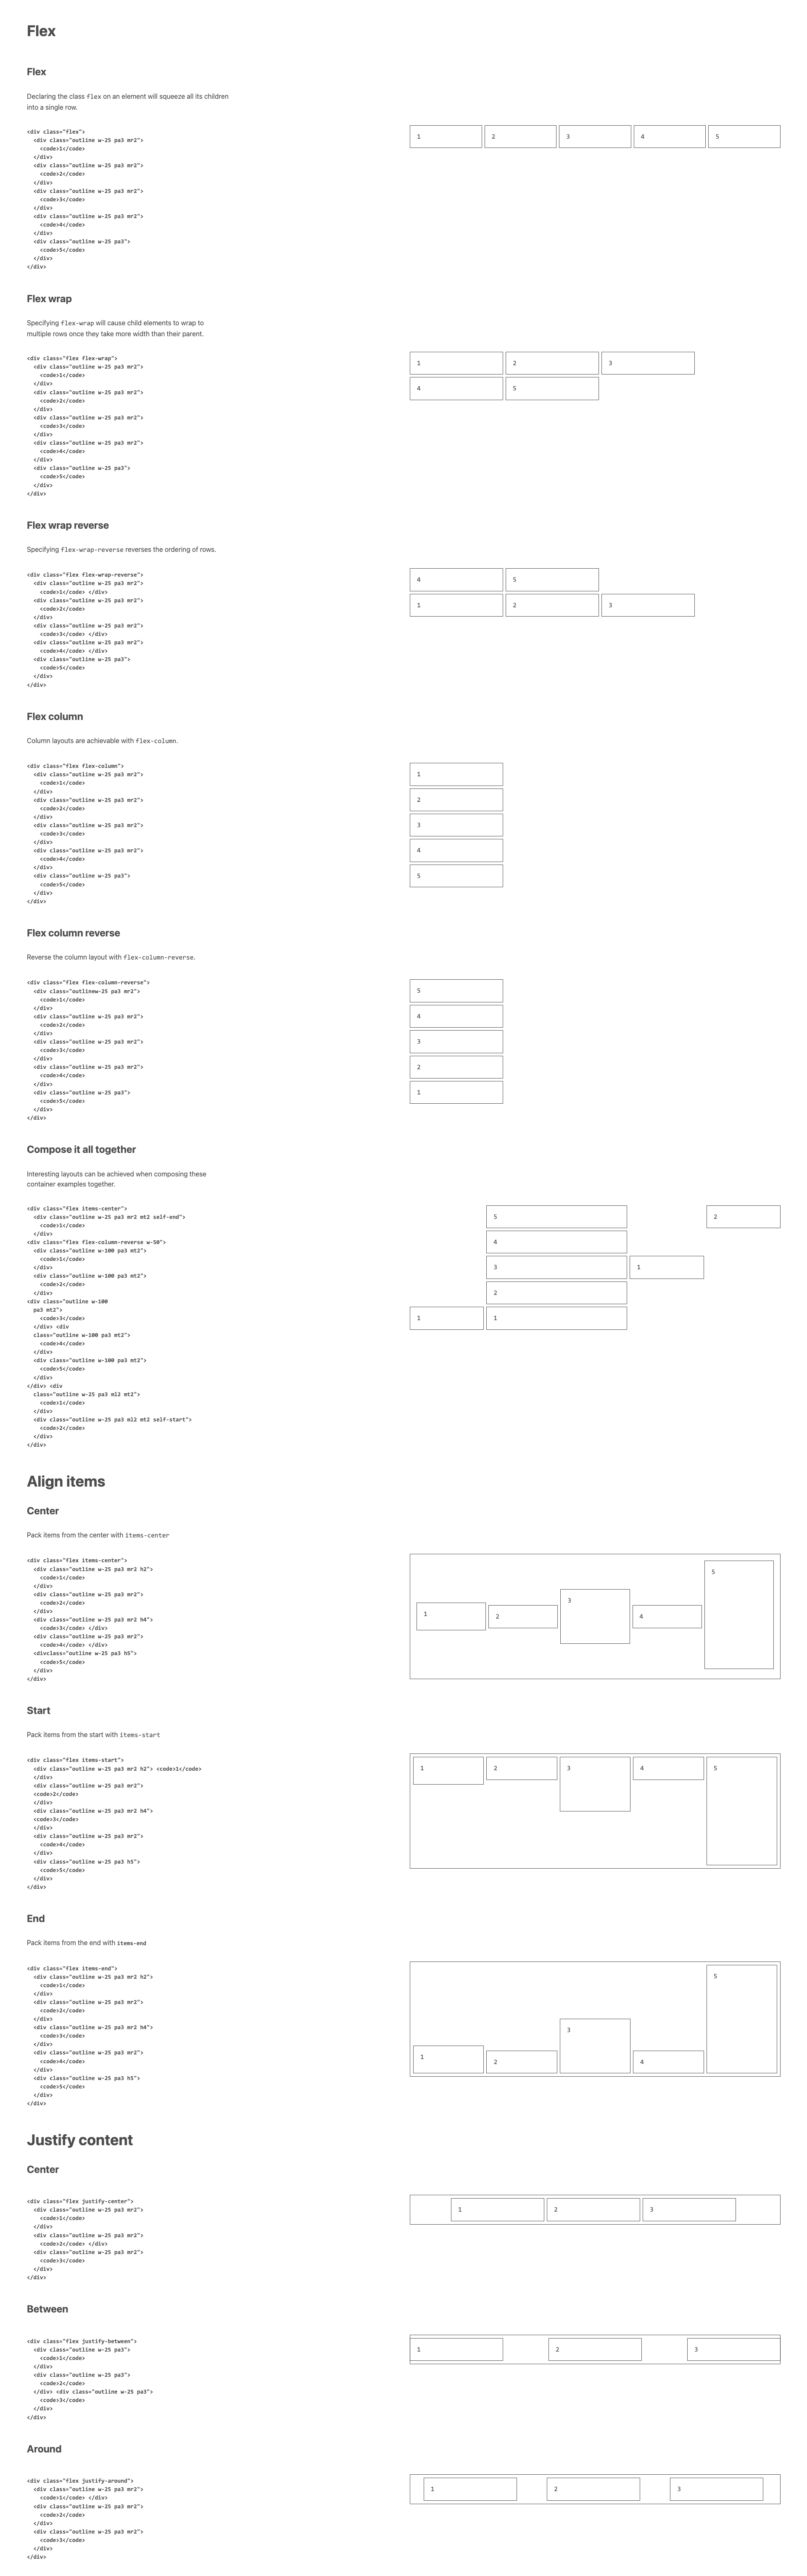 Flex
Flex
Declaring the class flex on an element will squeeze all its children
into a single row.
<div class="flex">
  <div class="outline w-25 pa3 mr2">
    <code>1</code>
  </div>
  <div class="outline w-25 pa3 mr2">
    <code>2</code>
  </div>
  <div class="outline w-25 pa3 mr2">
    <code>3</code>
  </div>
  <div class="outline w-25 pa3 mr2">
    <code>4</code>
  </div>
  <div class="outline w-25 pa3">
    <code>5</code>
  </div>
</div>
1 2 3 4 5
Flex wrap
Specifying flex-wrap will cause child elements to wrap to
multiple rows once they take more width than their parent.
<div class="flex flex-wrap">
  <div class="outline w-25 pa3 mr2">
    <code>1</code>
  </div>
  <div class="outline w-25 pa3 mr2">
    <code>2</code>
  </div>
  <div class="outline w-25 pa3 mr2">
    <code>3</code>
  </div>
  <div class="outline w-25 pa3 mr2">
    <code>4</code>
  </div>
  <div class="outline w-25 pa3">
    <code>5</code>
  </div>
</div>
1 2 3
4 5
Flex wrap reverse
Specifying flex-wrap-reverse reverses the ordering of rows.
<div class="flex flex-wrap-reverse">
  <div class="outline w-25 pa3 mr2">
    <code>1</code> </div>
  <div class="outline w-25 pa3 mr2">
    <code>2</code>
  </div>
  <div class="outline w-25 pa3 mr2">
    <code>3</code> </div>
  <div class="outline w-25 pa3 mr2">
    <code>4</code> </div>
  <div class="outline w-25 pa3">
    <code>5</code>
  </div>
</div>
4 5
1 2 3
Flex column
Column layouts are achievable with flex-column.
<div class="flex flex-column">
  <div class="outline w-25 pa3 mr2">
    <code>1</code>
  </div>
  <div class="outline w-25 pa3 mr2">
    <code>2</code>
  </div>
  <div class="outline w-25 pa3 mr2">
    <code>3</code>
  </div>
  <div class="outline w-25 pa3 mr2">
    <code>4</code>
  </div>
  <div class="outline w-25 pa3">
    <code>5</code>
  </div>
</div>
1
2
3
4
5
Flex column reverse
Reverse the column layout with flex-column-reverse.
<div class="flex flex-column-reverse">
  <div class="outlinew-25 pa3 mr2">
    <code>1</code>
  </div>
  <div class="outline w-25 pa3 mr2">
    <code>2</code>
  </div>
  <div class="outline w-25 pa3 mr2">
    <code>3</code>
  </div>
  <div class="outline w-25 pa3 mr2">
    <code>4</code>
  </div>
  <div class="outline w-25 pa3">
    <code>5</code>
  </div>
</div>
5
4
3
2
1
Compose it all together
Interesting layouts can be achieved when composing these
container examples together.
<div class="flex items-center">
  <div class="outline w-25 pa3 mr2 mt2 self-end">
    <code>1</code>
  </div>
<div class="flex flex-column-reverse w-50">
  <div class="outline w-100 pa3 mt2">
    <code>1</code>
  </div>
  <div class="outline w-100 pa3 mt2">
    <code>2</code>
  </div>
<div class="outline w-100
  pa3 mt2">
    <code>3</code>
  </div> <div
  class="outline w-100 pa3 mt2">
    <code>4</code>
  </div>
  <div class="outline w-100 pa3 mt2">
    <code>5</code>
  </div>
</div> <div
  class="outline w-25 pa3 ml2 mt2">
    <code>1</code>
  </div>
  <div class="outline w-25 pa3 ml2 mt2 self-start">
    <code>2</code>
  </div>
</div>
5 2
4
3 1
2
1 1
Align items
Center
Pack items from the center with items-center
<div class="flex items-center">
  <div class="outline w-25 pa3 mr2 h2">
    <code>1</code>
  </div>
  <div class="outline w-25 pa3 mr2">
    <code>2</code>
  </div>
  <div class="outline w-25 pa3 mr2 h4">
    <code>3</code> </div>
  <div class="outline w-25 pa3 mr2">
    <code>4</code> </div>
  <divclass="outline w-25 pa3 h5">
    <code>5</code>
  </div>
</div>
1 2 3 4 5
Start
Pack items from the start with items-start
<div class="flex items-start">
  <div class="outline w-25 pa3 mr2 h2"> <code>1</code>
  </div>
  <div class="outline w-25 pa3 mr2">
  <code>2</code>
  </div>
  <div class="outline w-25 pa3 mr2 h4">
  <code>3</code>
  </div>
  <div class="outline w-25 pa3 mr2">
    <code>4</code>
  </div>
  <div class="outline w-25 pa3 h5">
    <code>5</code>
  </div>
</div>
1 2 3 4 5
End
Pack items from the end with items-end
<div class="flex items-end">
  <div class="outline w-25 pa3 mr2 h2">
    <code>1</code>
  </div>
  <div class="outline w-25 pa3 mr2">
    <code>2</code>
  </div>
  <div class="outline w-25 pa3 mr2 h4">
    <code>3</code>
  </div>
  <div class="outline w-25 pa3 mr2">
    <code>4</code>
  </div>
  <div class="outline w-25 pa3 h5">
    <code>5</code>
  </div>
</div>
1 2 3 4 5
Justify content
Center
<div class="flex justify-center">
  <div class="outline w-25 pa3 mr2">
    <code>1</code>
  </div>
  <div class="outline w-25 pa3 mr2">
    <code>2</code> </div>
  <div class="outline w-25 pa3 mr2">
    <code>3</code>
  </div>
</div>
1 2 3
Between
<div class="flex justify-between">
  <div class="outline w-25 pa3">
    <code>1</code>
  </div>
  <div class="outline w-25 pa3">
    <code>2</code>
  </div> <div class="outline w-25 pa3">
    <code>3</code>
  </div>
</div>
1 2 3
Around
<div class="flex justify-around">
  <div class="outline w-25 pa3 mr2">
    <code>1</code> </div>
  <div class="outline w-25 pa3 mr2">
    <code>2</code>
  </div>
  <div class="outline w-25 pa3 mr2">
    <code>3</code>
  </div>
</div>
1 2 3